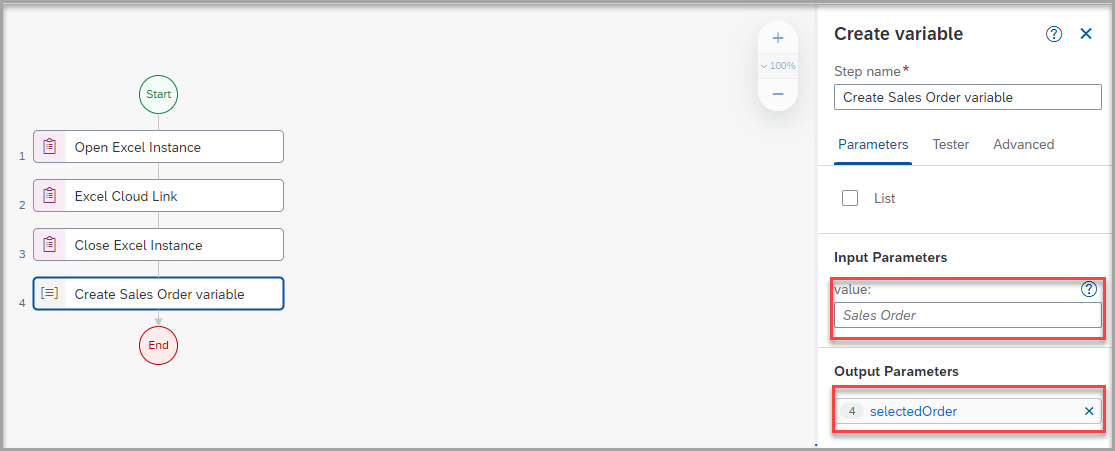 Start
1 Open Excel Instance
2 Excel Cloud Link
3 Close Excel Instance
4 [=] Create Sales Order variable
End
+
100%
−
Create variable ? ×
Step name*
Create Sales Order variable
Parameters Tester Advanced
List
Input Parameters
value: ?
Sales Order
Output Parameters
4 selectedOrder ×